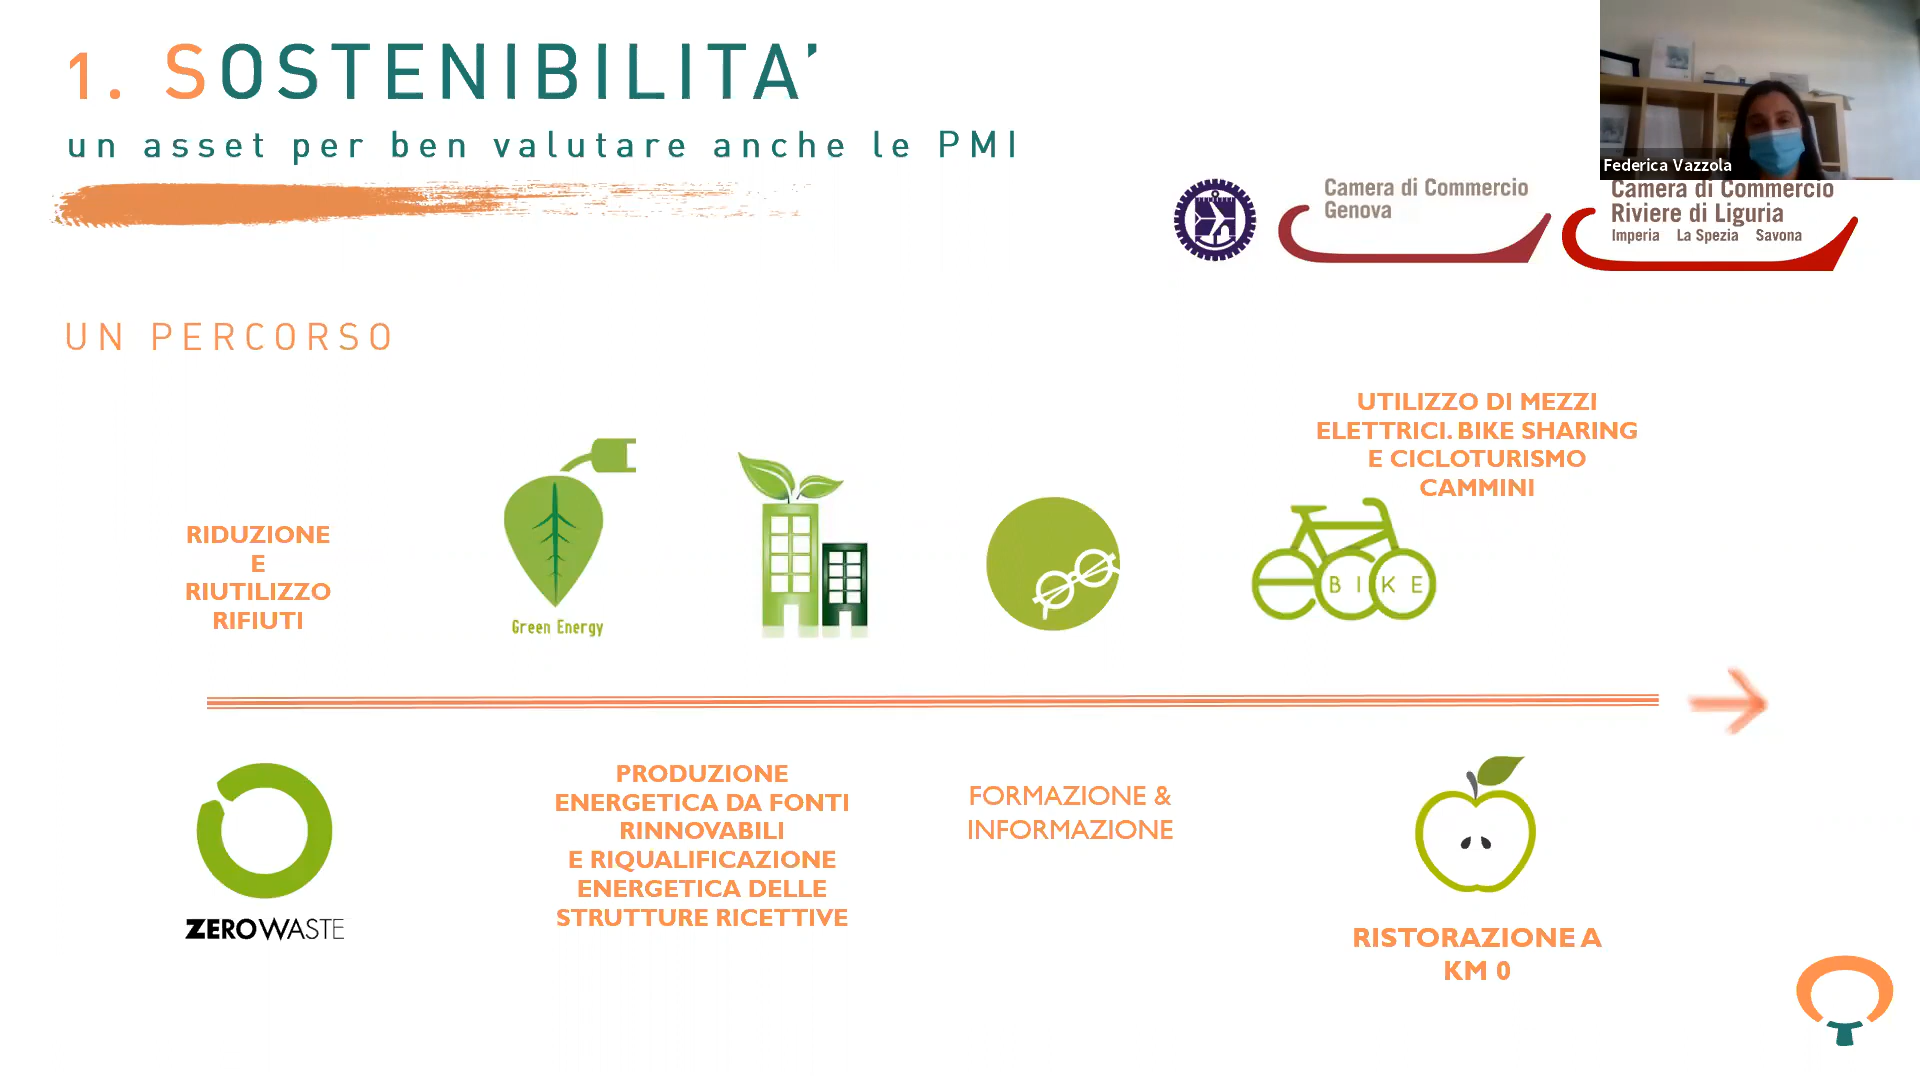 1. SOSTENIBILITA’
un asset per ben valutare anche le PMI
Federica Vazzola
Camera di Commercio
Genova
Camera di Commercio
Riviere di Liguria
Imperia La Spezia Savona
UN PERCORSO
RIDUZIONE
E
RIUTILIZZO
RIFIUTI
Green Energy
UTILIZZO DI MEZZI
ELETTRICI. BIKE SHARING
E CICLOTURISMO
CAMMINI
BIKE
ZEROWASTE
PRODUZIONE
ENERGETICA DA FONTI
RINNOVABILI
E RIQUALIFICAZIONE
ENERGETICA DELLE
STRUTTURE RICETTIVE
FORMAZIONE &
INFORMAZIONE
RISTORAZIONE A
KM 0